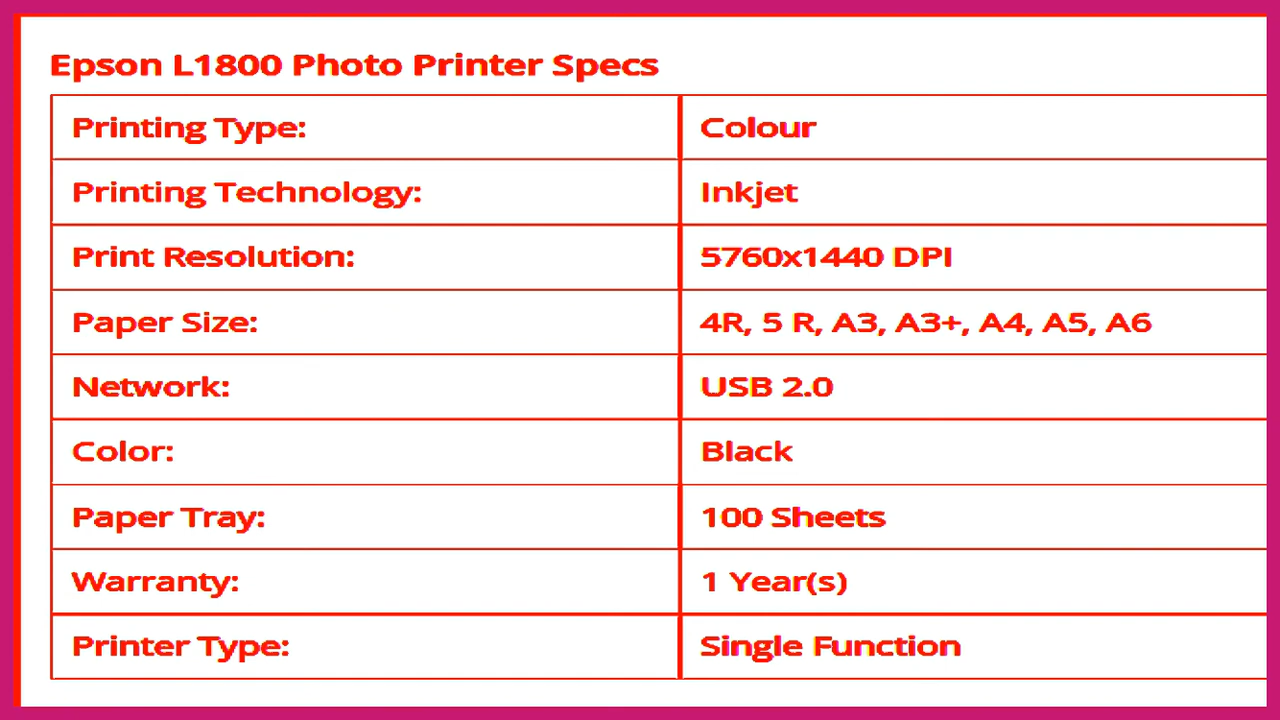 Epson L1800 Photo Printer Specs
Printing Type: Colour
Printing Technology: Inkjet
Print Resolution: 5760x1440 DPI
Paper Size: 4R, 5 R, A3, A3+, A4, A5, A6
Network: USB 2.0
Color: Black
Paper Tray: 100 Sheets
Warranty: 1 Year(s)
Printer Type: Single Function